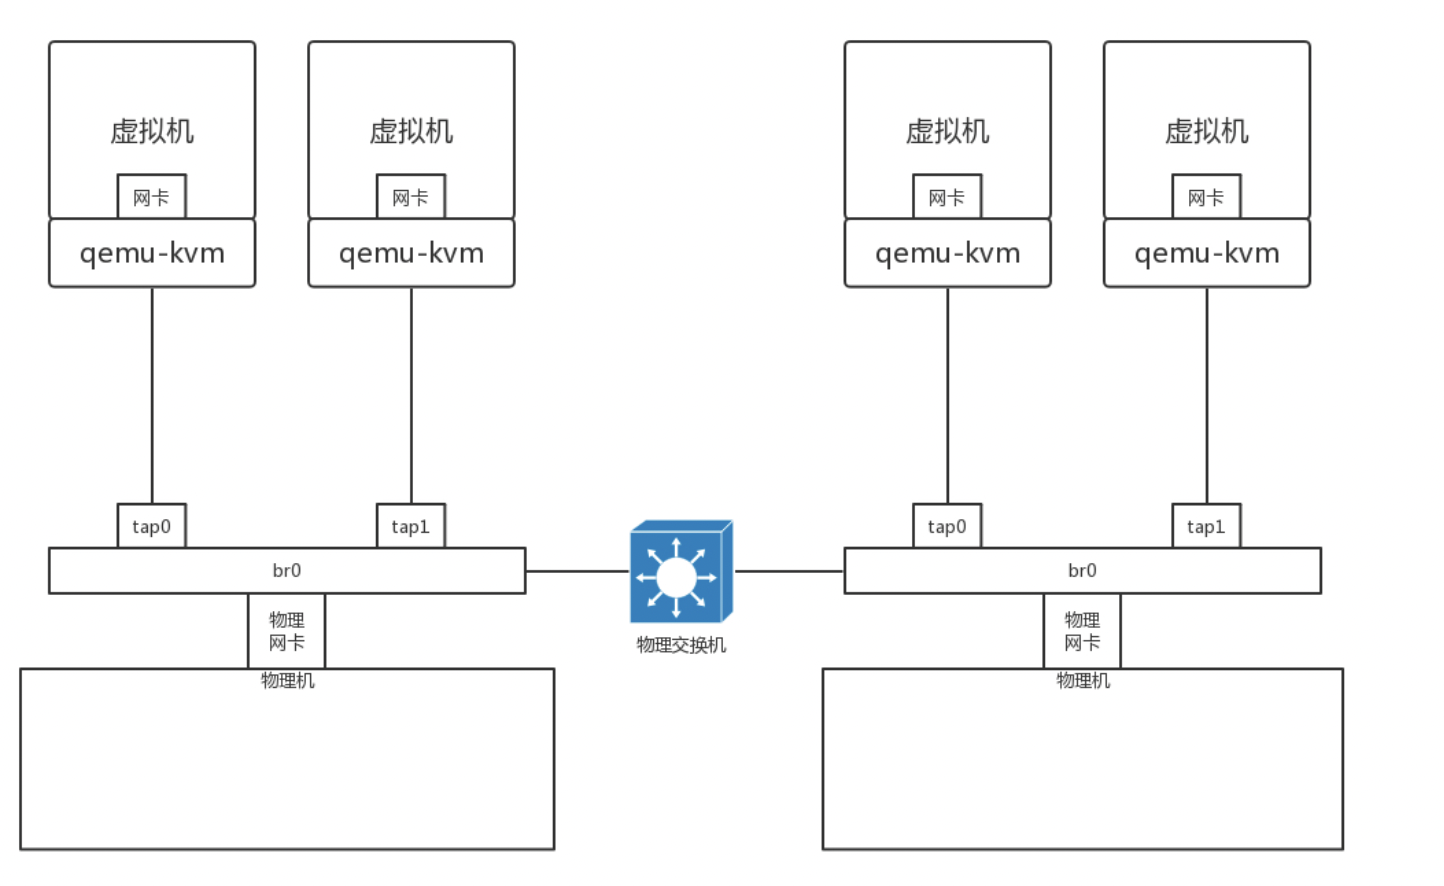 虚拟机
虚拟机
虚拟机
虚拟机
网卡
网卡
网卡
网卡
qemu-kvm
qemu-kvm
qemu-kvm
qemu-kvm
tap0
tap1
tap0
tap1
br0
br0
物理
网卡
物理交换机
物理
网卡
物理机
物理机